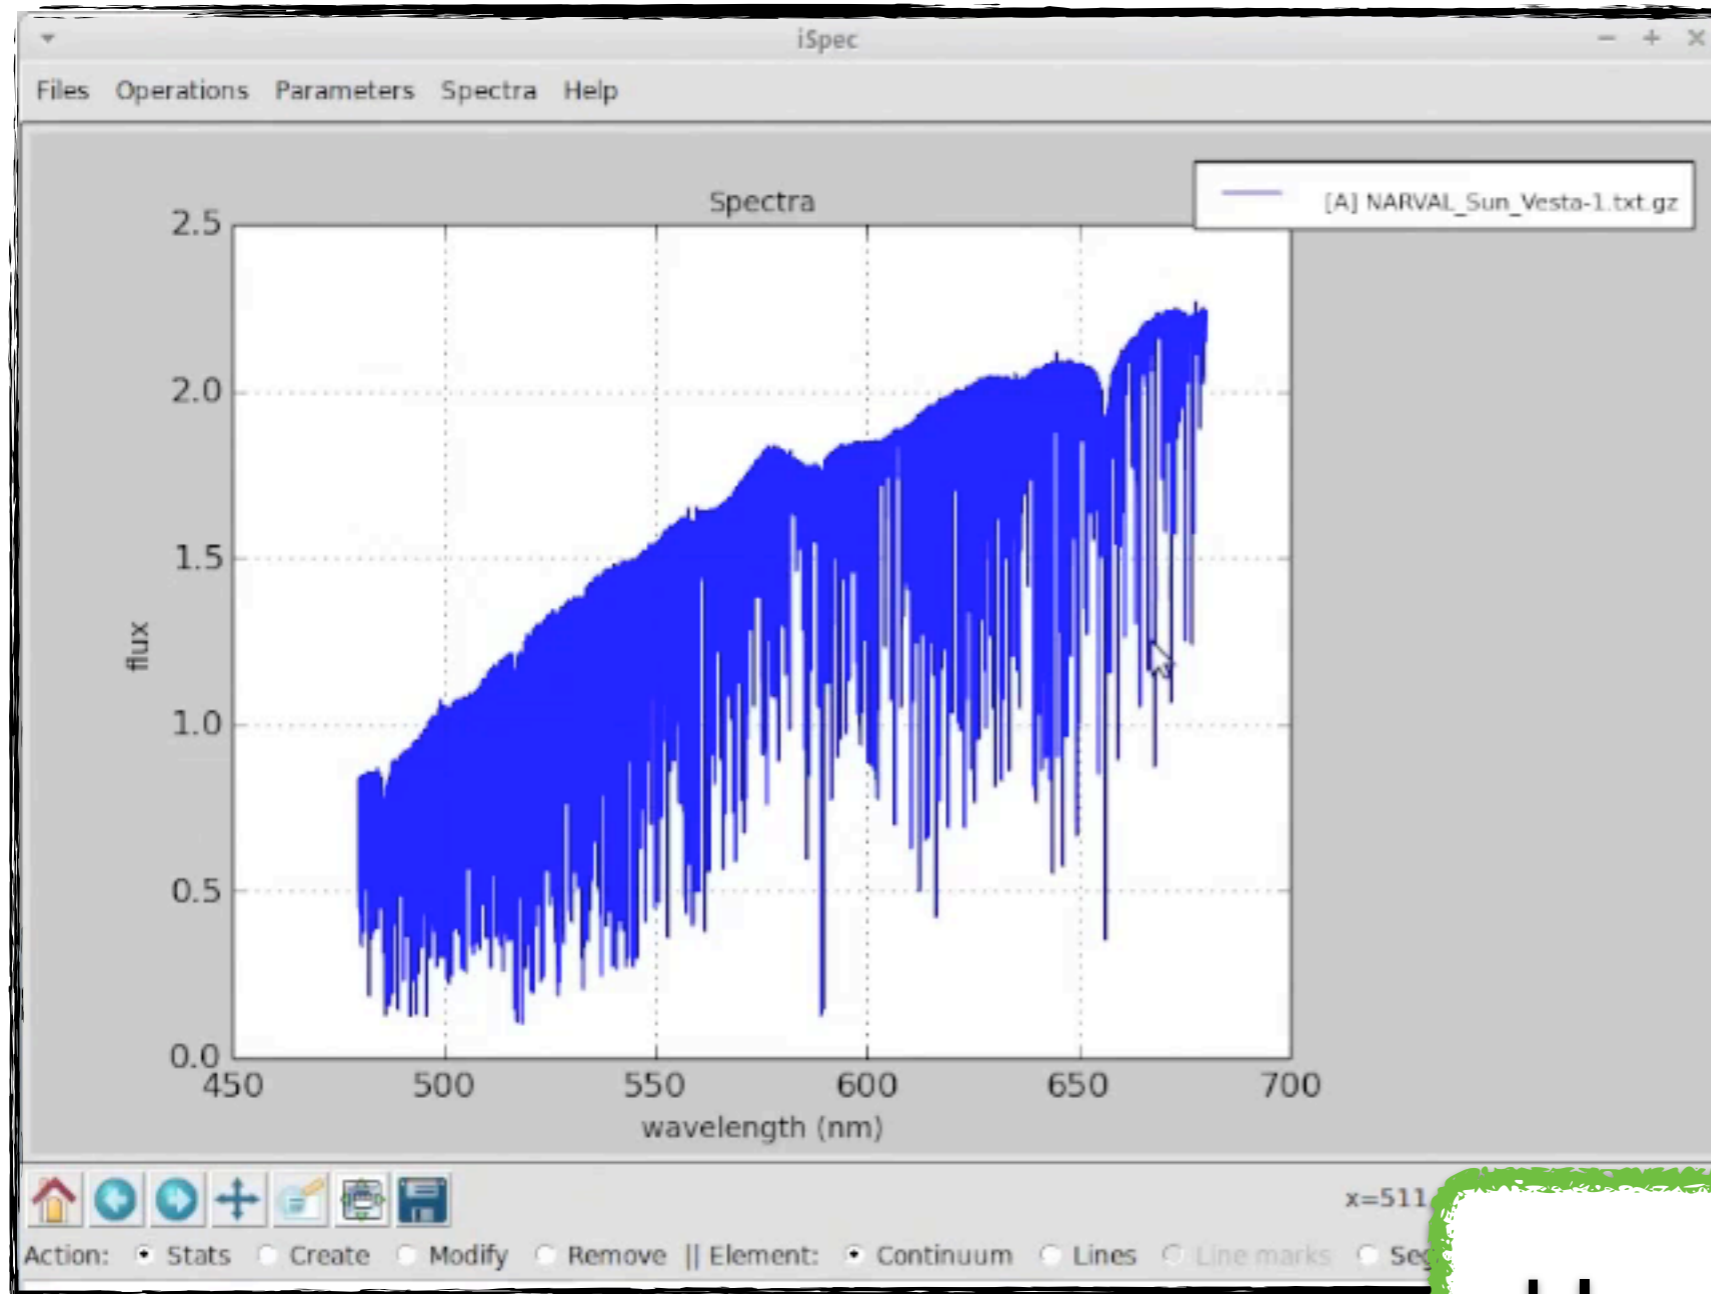 iSpec
Files Operations Parameters Spectra Help
[A] NARVAL_Sun_Vesta-1.txt.gz
Spectra
2.5
2.0
1.5
1.0
0.5
0.0
flux
450 500 550 600 650 700
wavelength (nm)
x=511
Action: Stats Create Modify Remove || Element: Continuum Lines Line marks